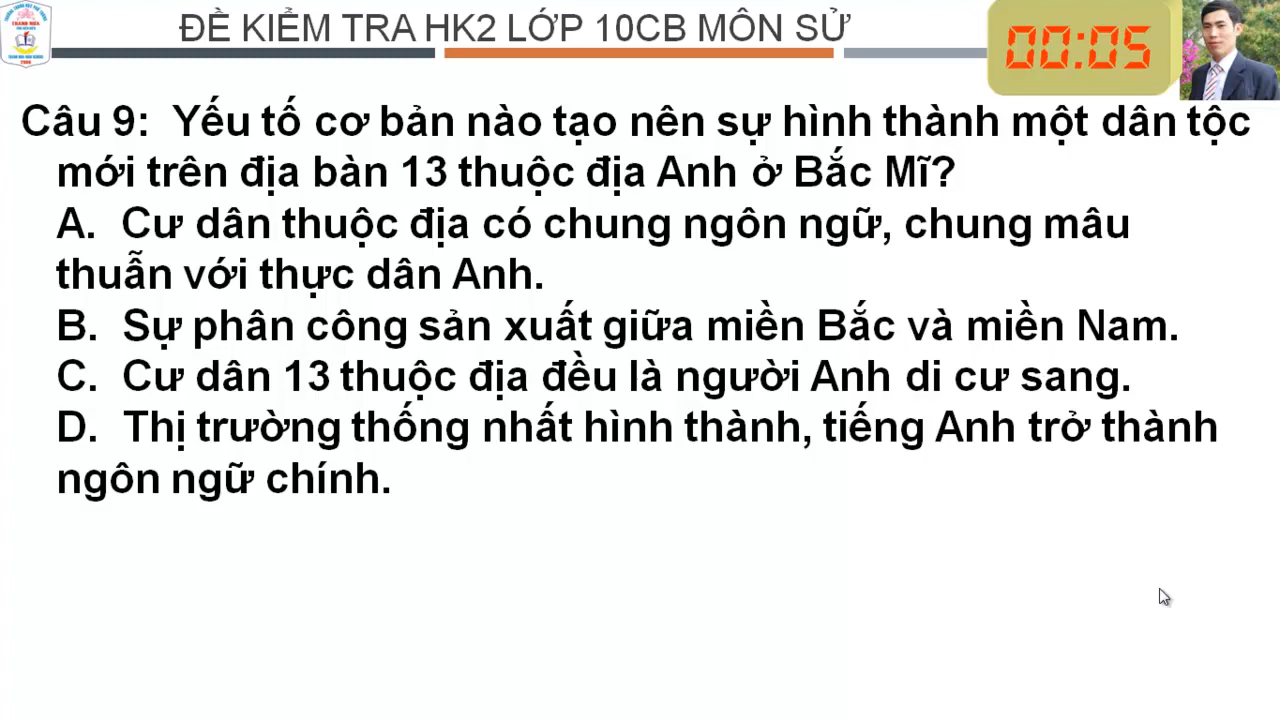 ĐỀ KIỂM TRA HK2 LỚP 10CB MÔN SỬ
00:05
Câu 9: Yếu tố cơ bản nào tạo nên sự hình thành một dân tộc
mới trên địa bàn 13 thuộc địa Anh ở Bắc Mĩ?
A. Cư dân thuộc địa có chung ngôn ngữ, chung mâu
thuẫn với thực dân Anh.
B. Sự phân công sản xuất giữa miền Bắc và miền Nam.
C. Cư dân 13 thuộc địa đều là người Anh di cư sang.
D. Thị trường thống nhất hình thành, tiếng Anh trở thành
ngôn ngữ chính.